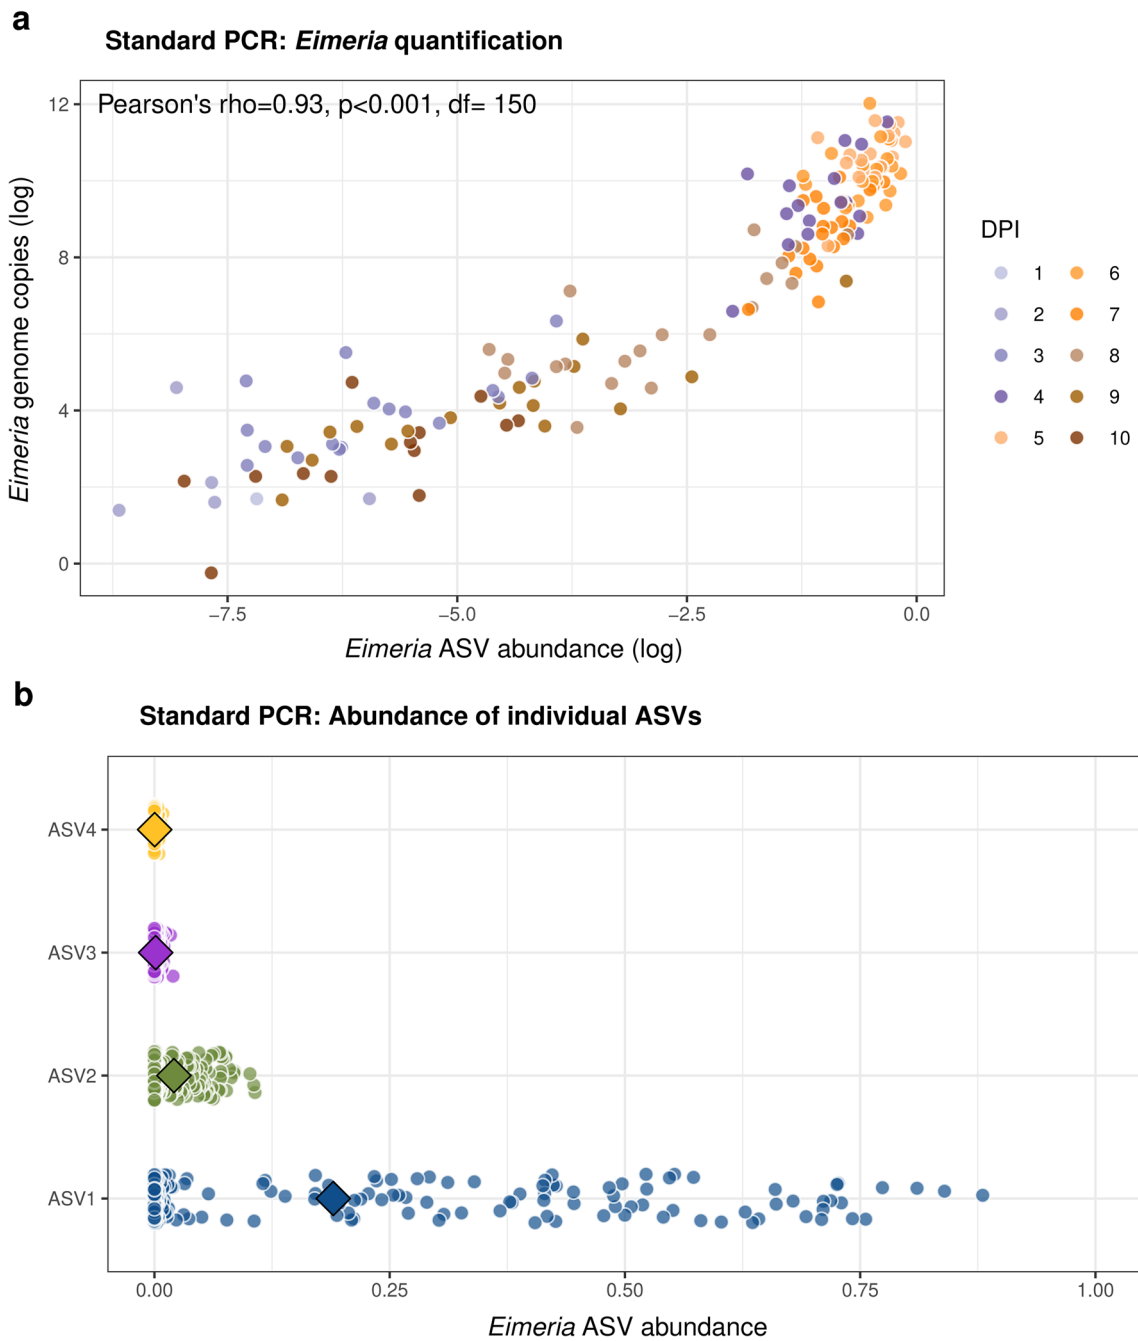 a
Standard PCR: Eimeria quantification
Pearson's rho=0.93, p<0.001, df= 150
Eimeria genome copies (log)
12
8
4
0
−7.5 −5.0 −2.5 0.0
Eimeria ASV abundance (log)
DPI
1 6
2 7
3 8
4 9
5 10
b
Standard PCR: Abundance of individual ASVs
ASV4
ASV3
ASV2
ASV1
0.00 0.25 0.50 0.75 1.00
Eimeria ASV abundance